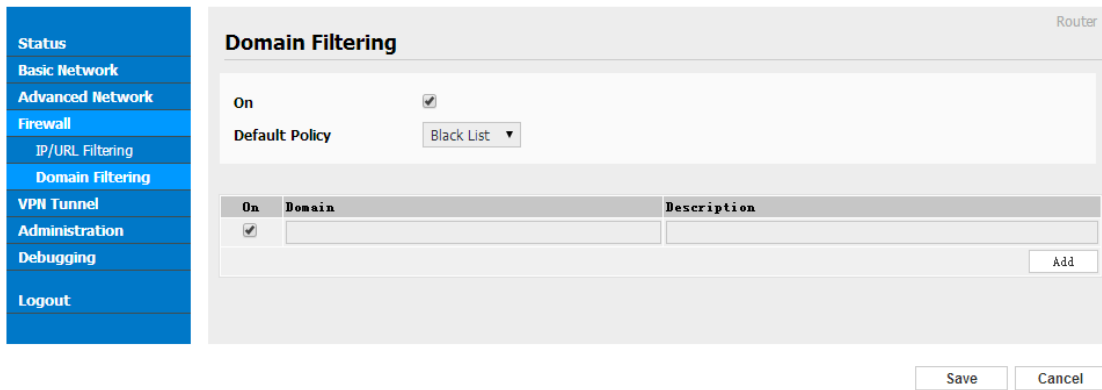 Router
Status
Basic Network
Advanced Network
Firewall
IP/URL Filtering
Domain Filtering
VPN Tunnel
Administration
Debugging
Logout
Domain Filtering
On
Default Policy Black List
On Domain Description
Add
Save Cancel